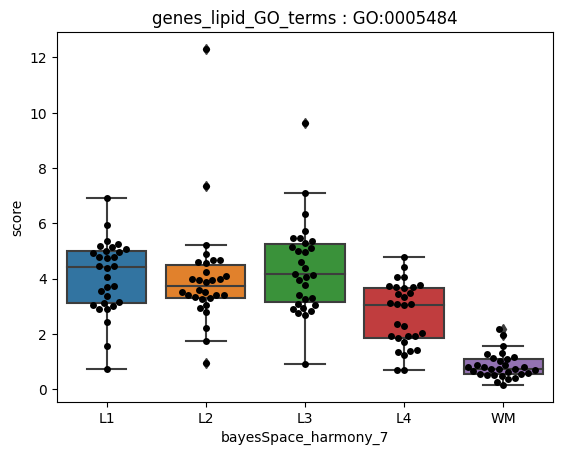 genes_lipid_GO_terms : GO:0005484
score
12
10
8
6
4
2
0
L1 L2 L3 L4 WM
bayesSpace_harmony_7